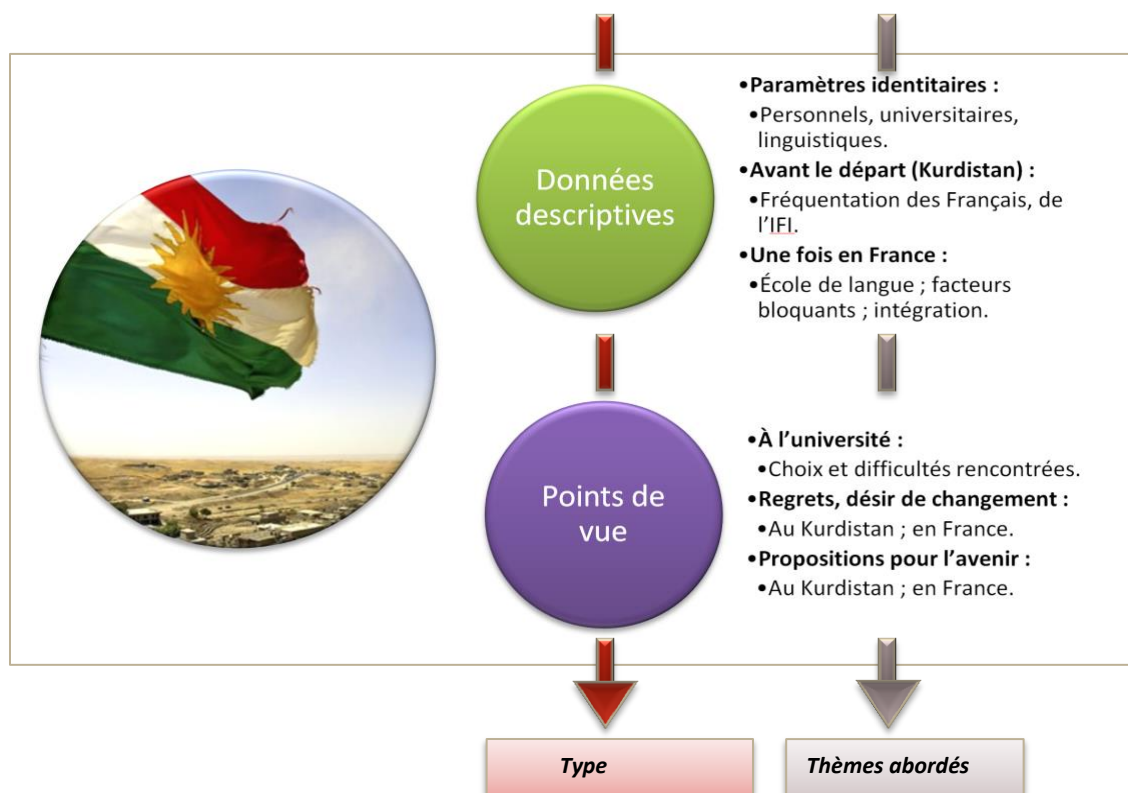 Données
descriptives
•Paramètres identitaires :
•Personnels, universitaires,
linguistiques.
•Avant le départ (Kurdistan) :
•Fréquentation des Français, de
l’IFI.
•Une fois en France :
•École de langue ; facteurs
bloquants ; intégration.
Points de
vue
•À l’université :
•Choix et difficultés rencontrées.
•Regrets, désir de changement :
•Au Kurdistan ; en France.
•Propositions pour l’avenir :
•Au Kurdistan ; en France.
Type
Thèmes abordés